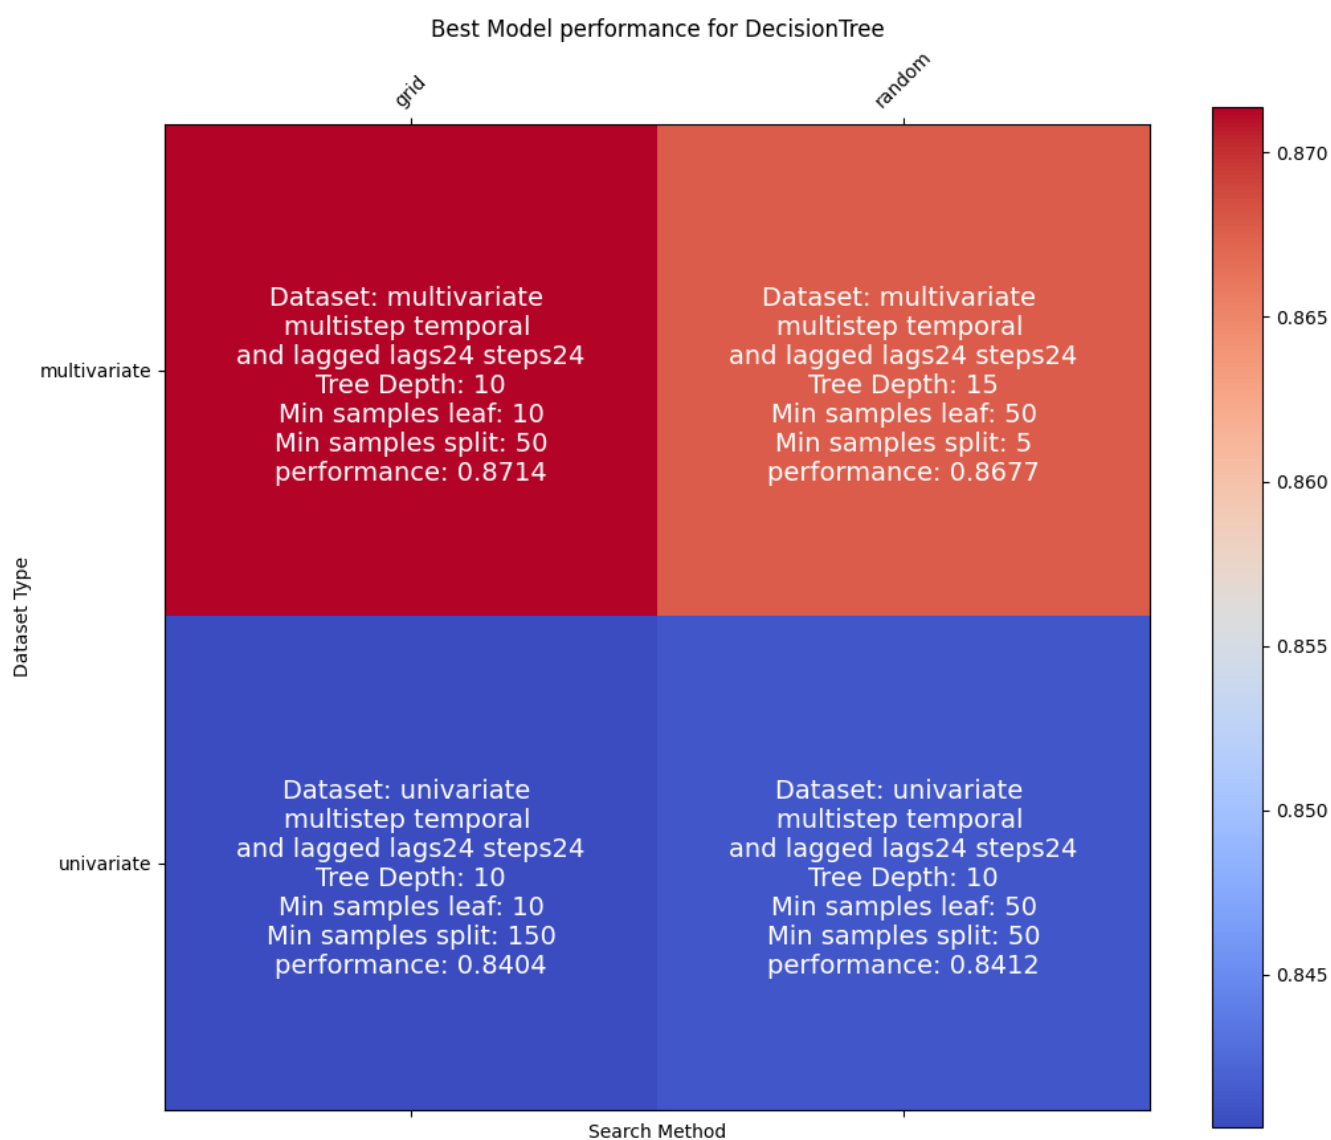 Best Model performance for DecisionTree
grid
random
Dataset: multivariate
multistep temporal
and lagged lags24 steps24
Tree Depth: 10
Min samples leaf: 10
Min samples split: 50
performance: 0.8714
Dataset: multivariate
multistep temporal
and lagged lags24 steps24
Tree Depth: 15
Min samples leaf: 50
Min samples split: 5
performance: 0.8677
multivariate
Dataset Type
Dataset: univariate
multistep temporal
and lagged lags24 steps24
Tree Depth: 10
Min samples leaf: 10
Min samples split: 150
performance: 0.8404
Dataset: univariate
multistep temporal
and lagged lags24 steps24
Tree Depth: 10
Min samples leaf: 50
Min samples split: 50
performance: 0.8412
univariate
Search Method
0.870
0.865
0.860
0.855
0.850
0.845